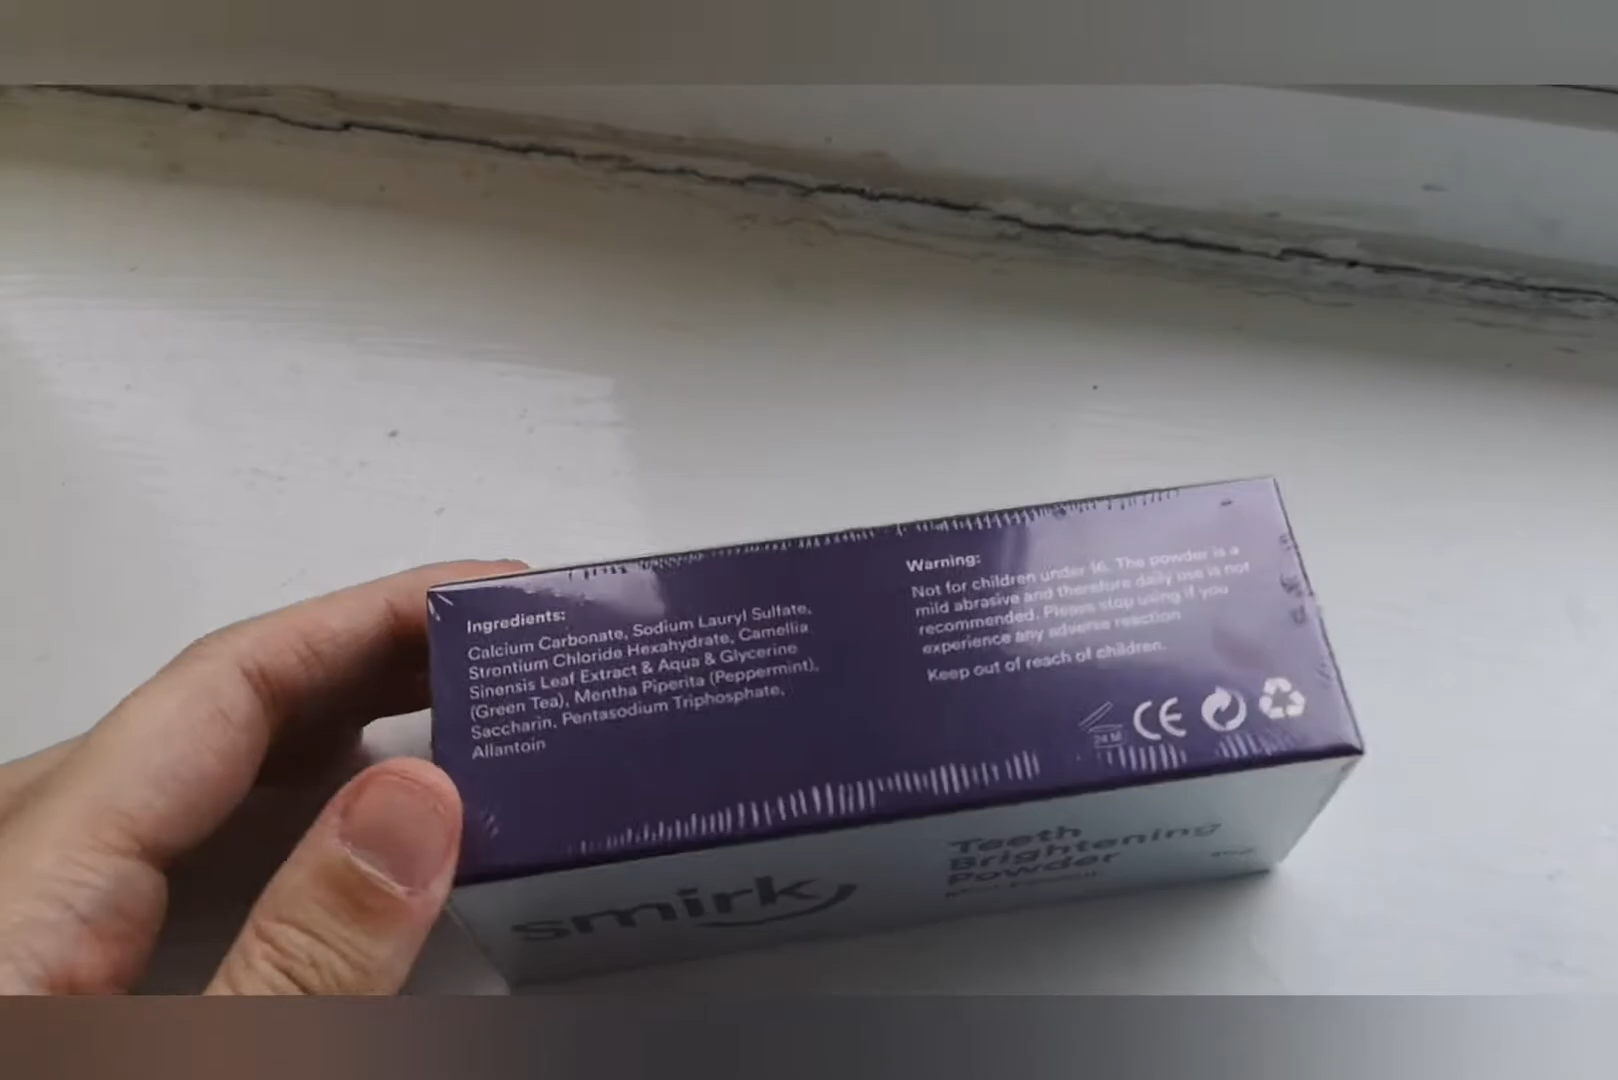 Ingredients:
Calcium Carbonate, Sodium Lauryl Sulfate,
Strontium Chloride Hexahydrate, Camellia
Sinensis Leaf Extract & Aqua & Glycerine
(Green Tea), Mentha Piperita (Peppermint),
Saccharin, Pentasodium Triphosphate,
Allantoin
Warning:
Not for children under 16. The powder is a
mild abrasive and therefore daily use is not
recommended. Please stop using if you
experience any adverse reaction
Keep out of reach of children.
24 M
CE
smirk
Teeth
Brightening
Powder